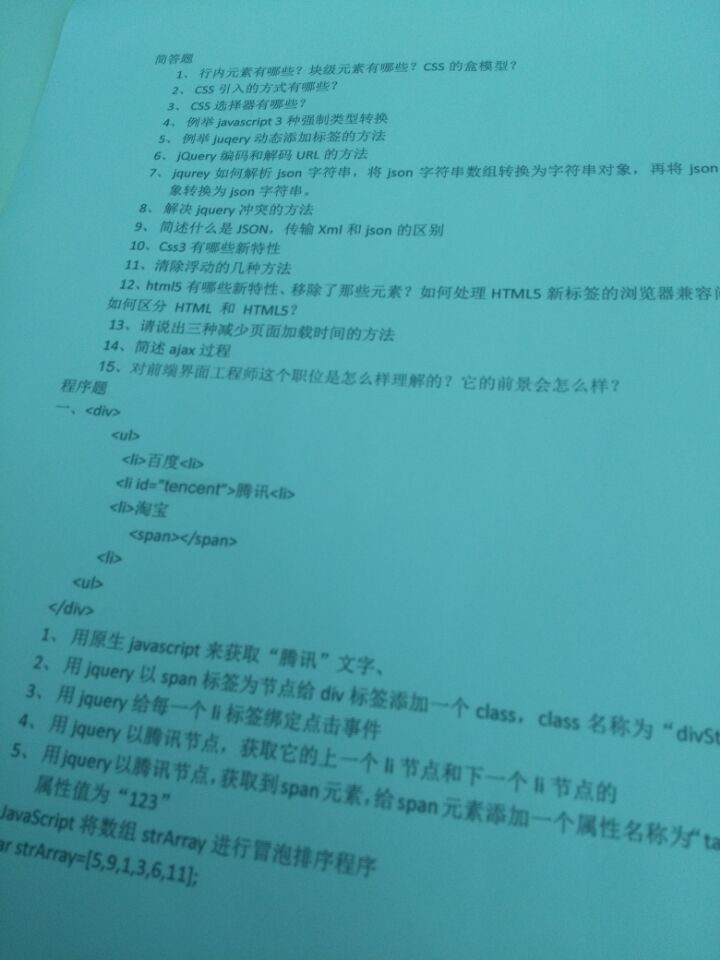 简答题
1、 行内元素有哪些？块级元素有哪些？CSS 的盒模型？
2、 CSS 引入的方式有哪些？
3、 CSS 选择器有哪些？
4、 例举 javascript 3 种强制类型转换
5、 例举 juqery 动态添加标签的方法
6、 jQuery 编码和解码 URL 的方法
7、 jqurey 如何解析 json 字符串，将 json 字符串数组转换为字符串对象，再将 json
象转换为 json 字符串。
8、 解决 jquery 冲突的方法
9、 简述什么是 JSON，传输 Xml 和 json 的区别
10、Css3 有哪些新特性
11、清除浮动的几种方法
12、html5 有哪些新特性、移除了那些元素？如何处理 HTML5 新标签的浏览器兼容
如何区分 HTML 和 HTML5？
13、请说出三种减少页面加载时间的方法
14、简述 ajax 过程
15、对前端界面工程师这个职位是怎么样理解的？它的前景会怎么样？
程序题
一、<div>
<ul>
<li>百度<li>
<li id="tencent">腾讯<li>
<li>淘宝
<span></span>
<li>
<ul>
</div>
1、 用原生 javascript 来获取“腾讯”文字、
2、 用 jquery 以 span 标签为节点给 div 标签添加一个 class，class 名称为“divSt
3、 用 jquery 给每一个 li 标签绑定点击事件
4、 用 jquery 以腾讯节点，获取它的上一个 li 节点和下一个 li 节点的
5、 用 jquery 以腾讯节点，获取到 span 元素，给 span 元素添加一个属性名称为“ta
属性值为“123”
JavaScript 将数组 strArray 进行冒泡排序程序
ar strArray=[5,9,1,3,6,11];